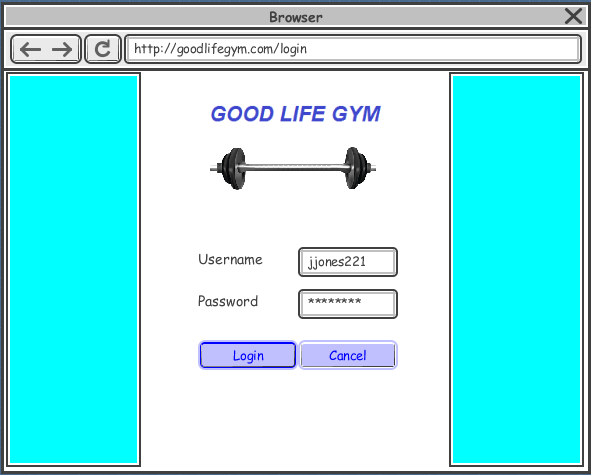 Browser
http://goodlifegym.com/login
GOOD LIFE GYM
Username jjones221
Password ********
Login Cancel